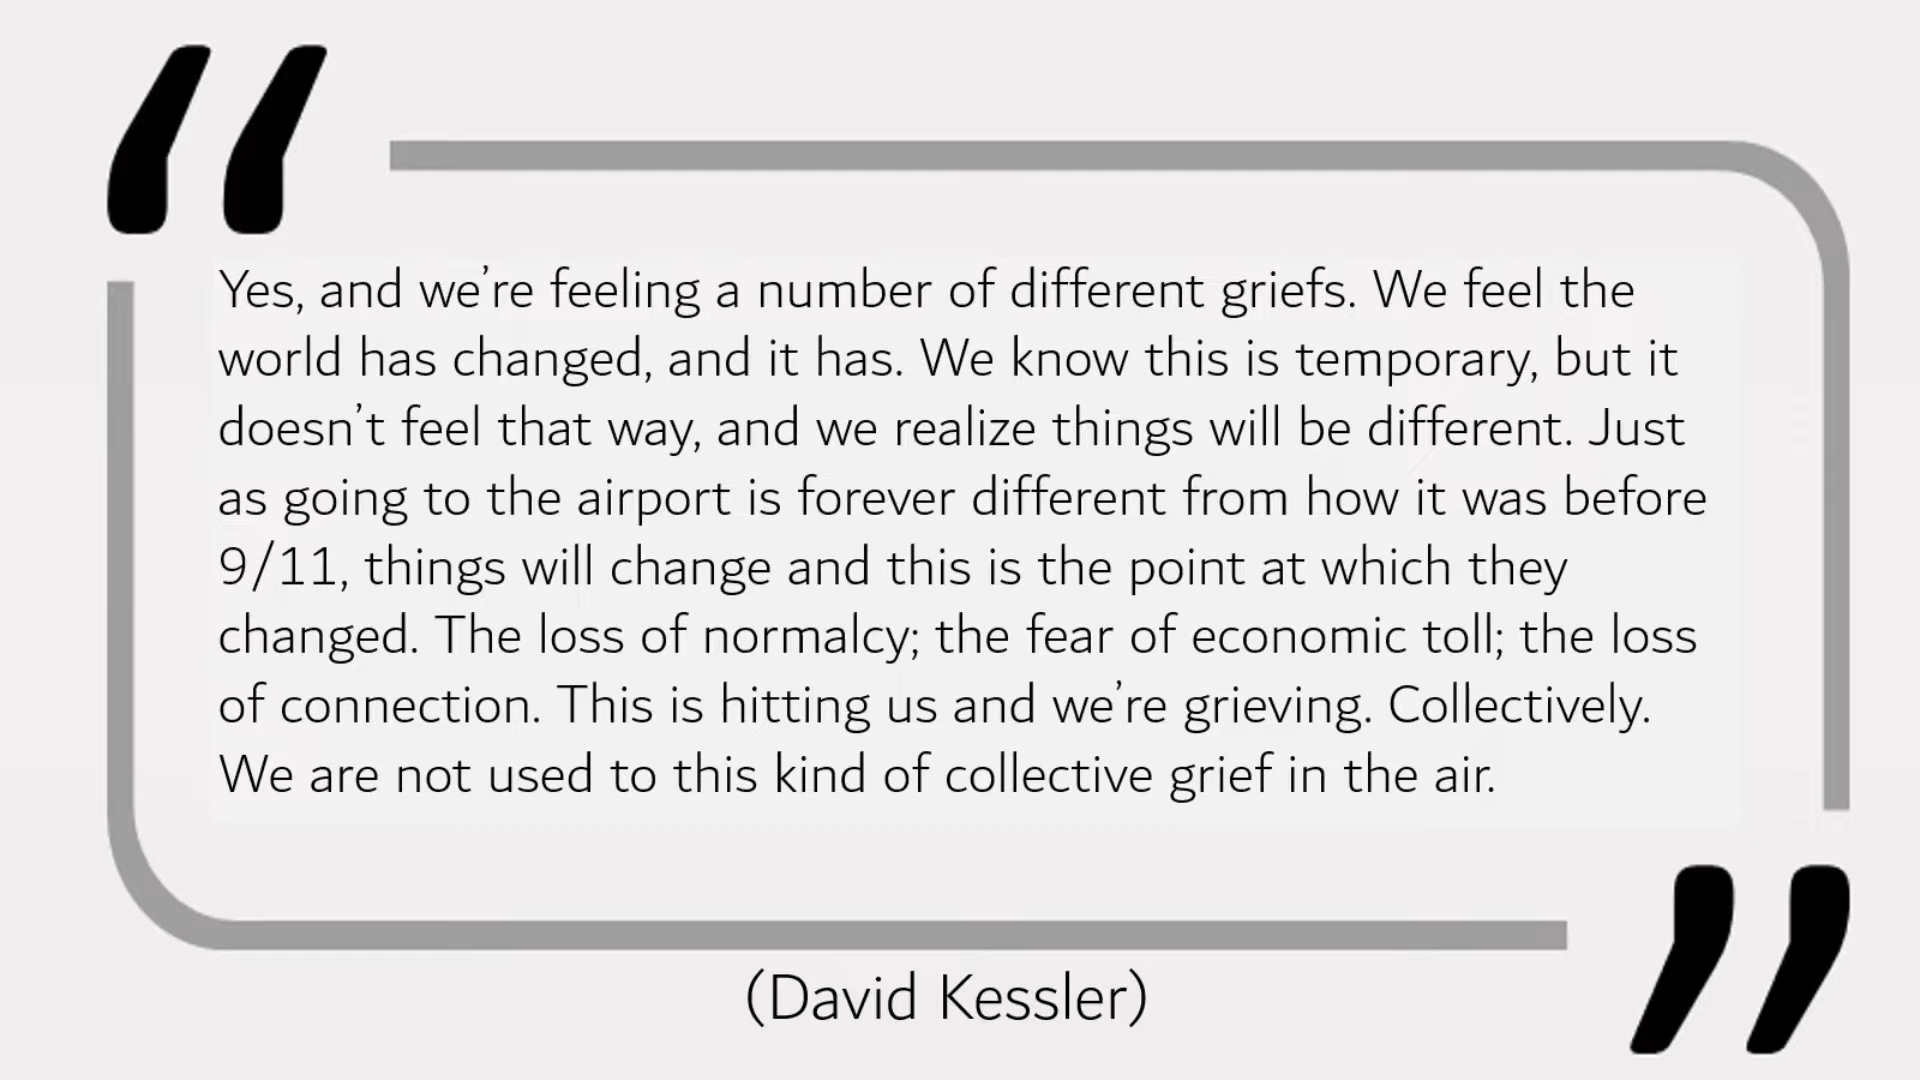 “
Yes, and we’re feeling a number of different griefs. We feel the
world has changed, and it has. We know this is temporary, but it
doesn’t feel that way, and we realize things will be different. Just
as going to the airport is forever different from how it was before
9/11, things will change and this is the point at which they
changed. The loss of normalcy; the fear of economic toll; the loss
of connection. This is hitting us and we’re grieving. Collectively.
We are not used to this kind of collective grief in the air.
”
(David Kessler)